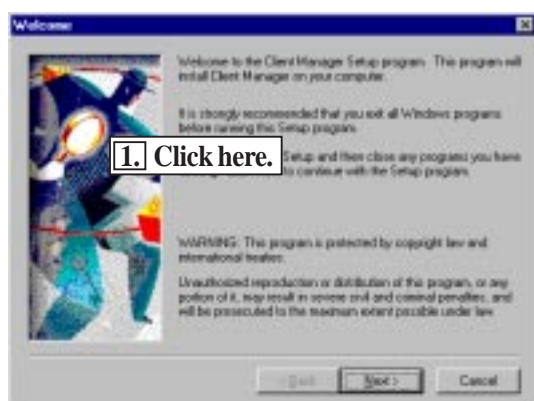 Welcome
Welcome to the Client Manager Setup program. This program will
install Client Manager on your computer.
It is strongly recommended that you exit all Windows programs
before running this Setup program.
1. Click here.
Setup and then close any programs you have
to continue with the Setup program.
WARNING: This program is protected by copyright law and
international treaties.
Unauthorized reproduction or distribution of this program, or any
portion of it, may result in severe civil and criminal penalties, and
will be prosecuted to the maximum extent possible under law.
< Back
Next >
Cancel